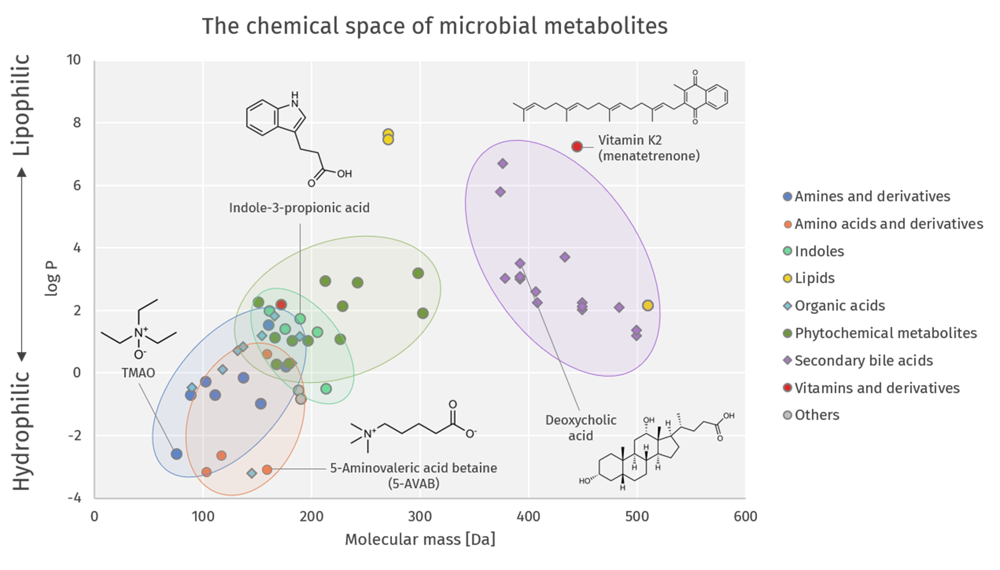 The chemical space of microbial metabolites
Lipophilic
Hydrophilic
log P
10
8
6
4
2
0
-2
-4
0
100
200
300
400
500
600
Molecular mass [Da]
H
N
OH
O
Indole-3-propionic acid
O
O
Vitamin K2
(menatetrenone)
N+
O-
TMAO
N+
O
O-
5-Aminovaleric acid betaine
(5-AVAB)
Deoxycholic
acid
OH
H
OH
O
H
H
H
HO
H
Amines and derivatives
Amino acids and derivatives
Indoles
Lipids
Organic acids
Phytochemical metabolites
Secondary bile acids
Vitamins and derivatives
Others